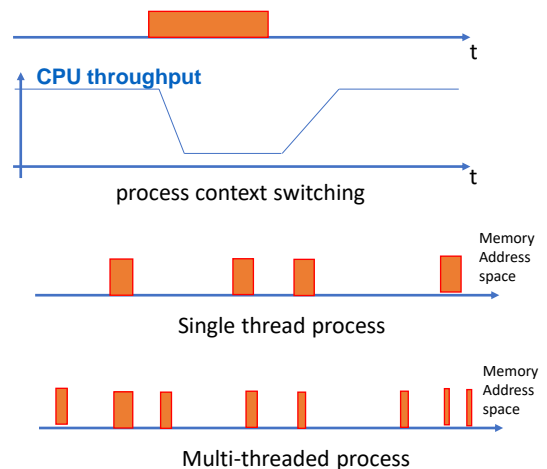 t
CPU throughput
t
process context switching
Memory
Address
space
Single thread process
Memory
Address
space
Multi-threaded process